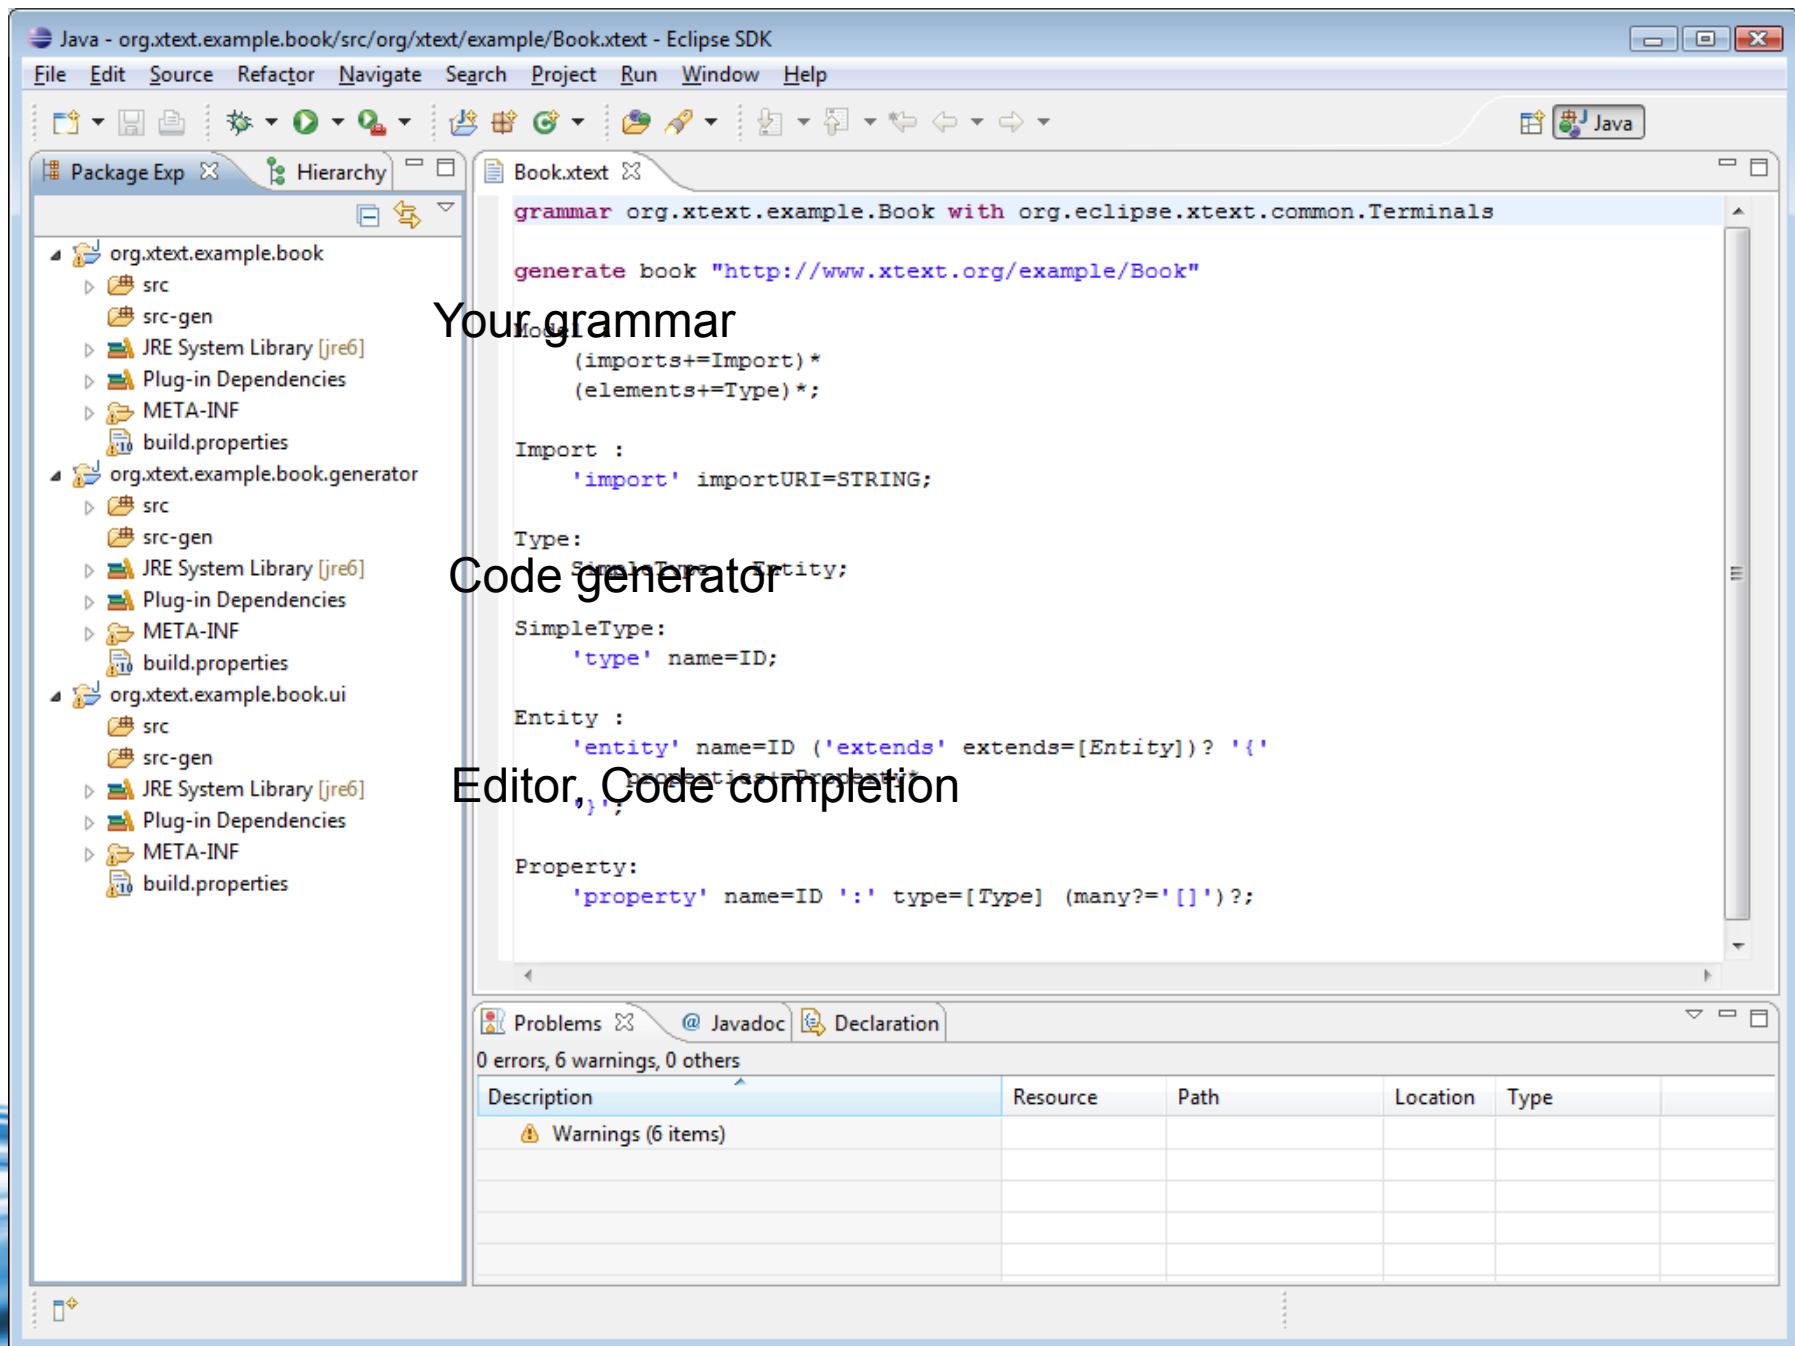 Java - org.xtext.example.book/src/org/xtext/example/Book.xtext - Eclipse SDK
File Edit Source Refactor Navigate Search Project Run Window Help
Java
Package Exp Hierarchy
org.xtext.example.book
src
src-gen
JRE System Library [jre6]
Plug-in Dependencies
META-INF
build.properties
org.xtext.example.book.generator
src
src-gen
JRE System Library [jre6]
Plug-in Dependencies
META-INF
build.properties
org.xtext.example.book.ui
src
src-gen
JRE System Library [jre6]
Plug-in Dependencies
META-INF
build.properties
Your grammar
Code generator
Editor, Code completion
Book.xtext
grammar org.xtext.example.Book with org.eclipse.xtext.common.Terminals
generate book "http://www.xtext.org/example/Book"
Model :
(imports+=Import)*
(elements+=Type)*;
Import :
'import' importURI=STRING;
Type:
SimpleType Entity;
SimpleType:
'type' name=ID;
Entity :
'entity' name=ID ('extends' extends=[Entity])? '{'
properties+=Property*
'}';
Property:
'property' name=ID ':' type=[Type] (many?='[]')?;
Problems @ Javadoc Declaration
0 errors, 6 warnings, 0 others
Description Resource Path Location Type
Warnings (6 items)